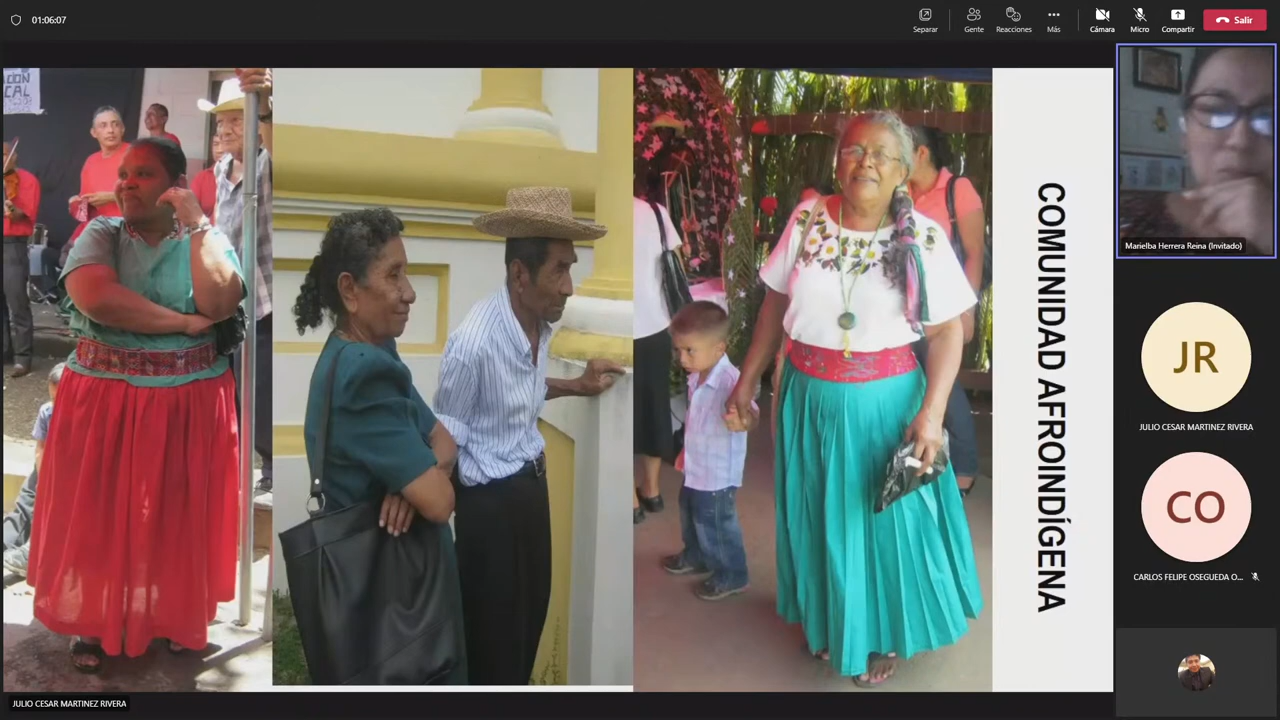 01:06:07
Separar
Gente
Reacciones
Más
Cámara
Micro
Compartir
Salir
CIÓN
CAL
COMUNIDAD AFROINDÍGENA
Marielba Herrera Reina (Invitado)
JR
JULIO CESAR MARTINEZ RIVERA
CO
CARLOS FELIPE OSEGUEDA O...
JULIO CESAR MARTINEZ RIVERA